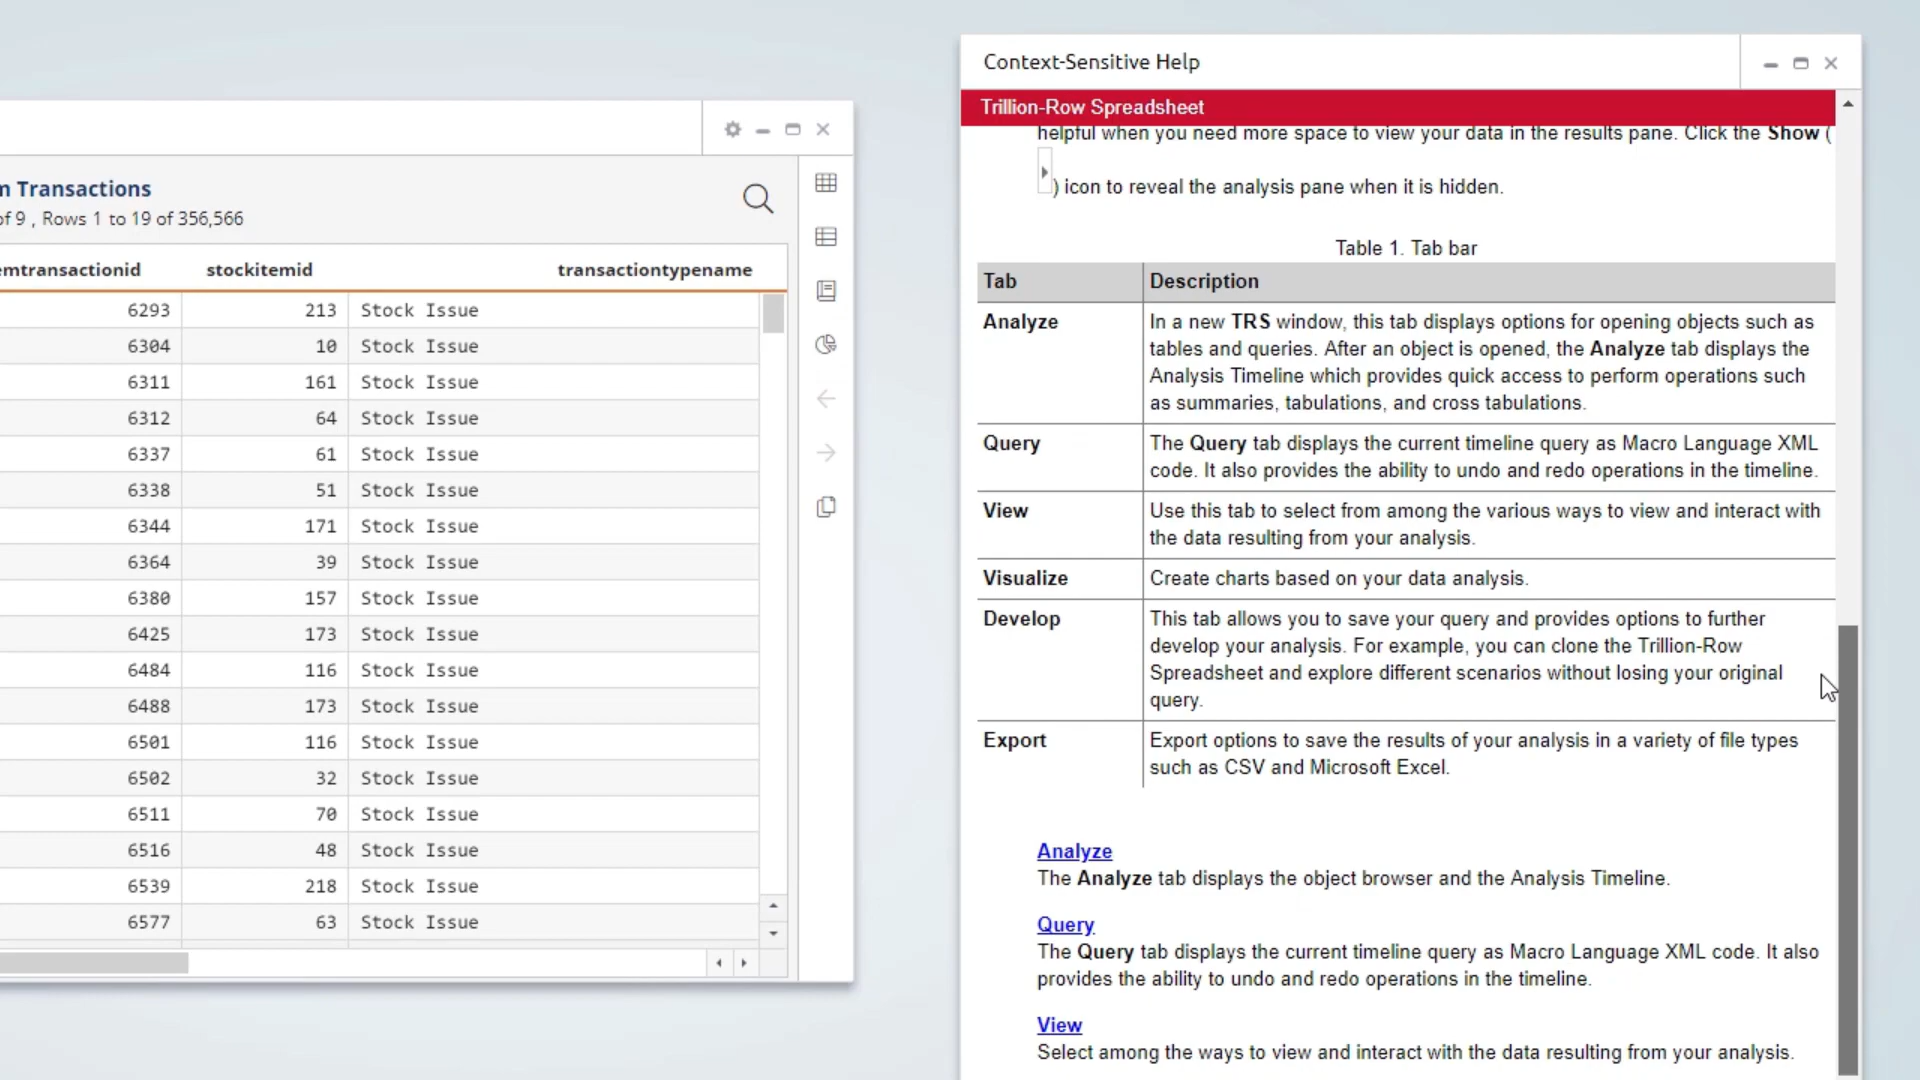 m Transactions
of 9 , Rows 1 to 19 of 356,566
emtransactionid stockitemid transactiontypename
6293 213 Stock Issue
6304 10 Stock Issue
6311 161 Stock Issue
6312 64 Stock Issue
6337 61 Stock Issue
6338 51 Stock Issue
6344 171 Stock Issue
6364 39 Stock Issue
6380 157 Stock Issue
6425 173 Stock Issue
6484 116 Stock Issue
6488 173 Stock Issue
6501 116 Stock Issue
6502 32 Stock Issue
6511 70 Stock Issue
6516 48 Stock Issue
6539 218 Stock Issue
6577 63 Stock Issue
Context-Sensitive Help
Trillion-Row Spreadsheet
helpful when you need more space to view your data in the results pane. Click the Show (
) icon to reveal the analysis pane when it is hidden.
Table 1. Tab bar
Tab Description
Analyze In a new TRS window, this tab displays options for opening objects such as
tables and queries. After an object is opened, the Analyze tab displays the
Analysis Timeline which provides quick access to perform operations such
as summaries, tabulations, and cross tabulations.
Query The Query tab displays the current timeline query as Macro Language XML
code. It also provides the ability to undo and redo operations in the timeline.
View Use this tab to select from among the various ways to view and interact with
the data resulting from your analysis.
Visualize Create charts based on your data analysis.
Develop This tab allows you to save your query and provides options to further
develop your analysis. For example, you can clone the Trillion-Row
Spreadsheet and explore different scenarios without losing your original
query.
Export Export options to save the results of your analysis in a variety of file types
such as CSV and Microsoft Excel.
Analyze
The Analyze tab displays the object browser and the Analysis Timeline.
Query
The Query tab displays the current timeline query as Macro Language XML code. It also
provides the ability to undo and redo operations in the timeline.
View
Select among the ways to view and interact with the data resulting from your analysis.